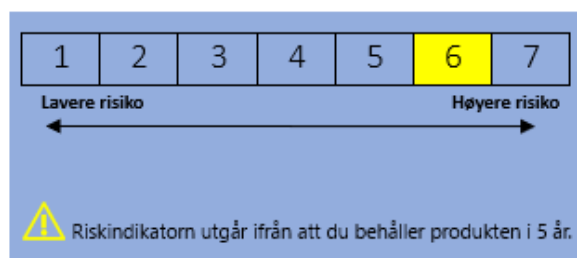 1 2 3 4 5 6 7
Lavere risiko Høyere risiko
Riskindikatorn utgår ifrån att du behåller produkten i 5 år.